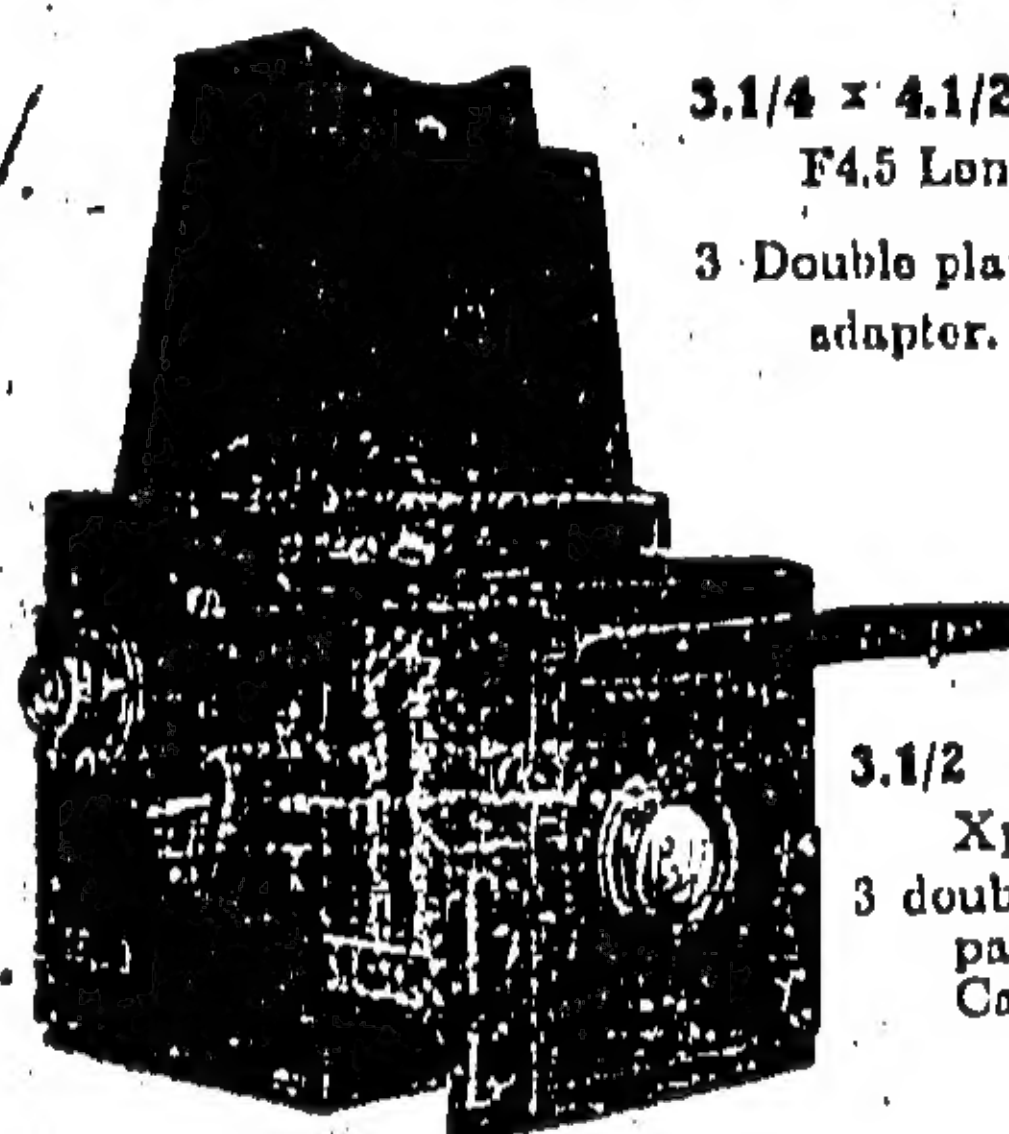 3.1/4 x 4.1/2
F4.5 Len
3 Double pla
adapter.
3.1/2
Xp
3 doub
pa
Ca